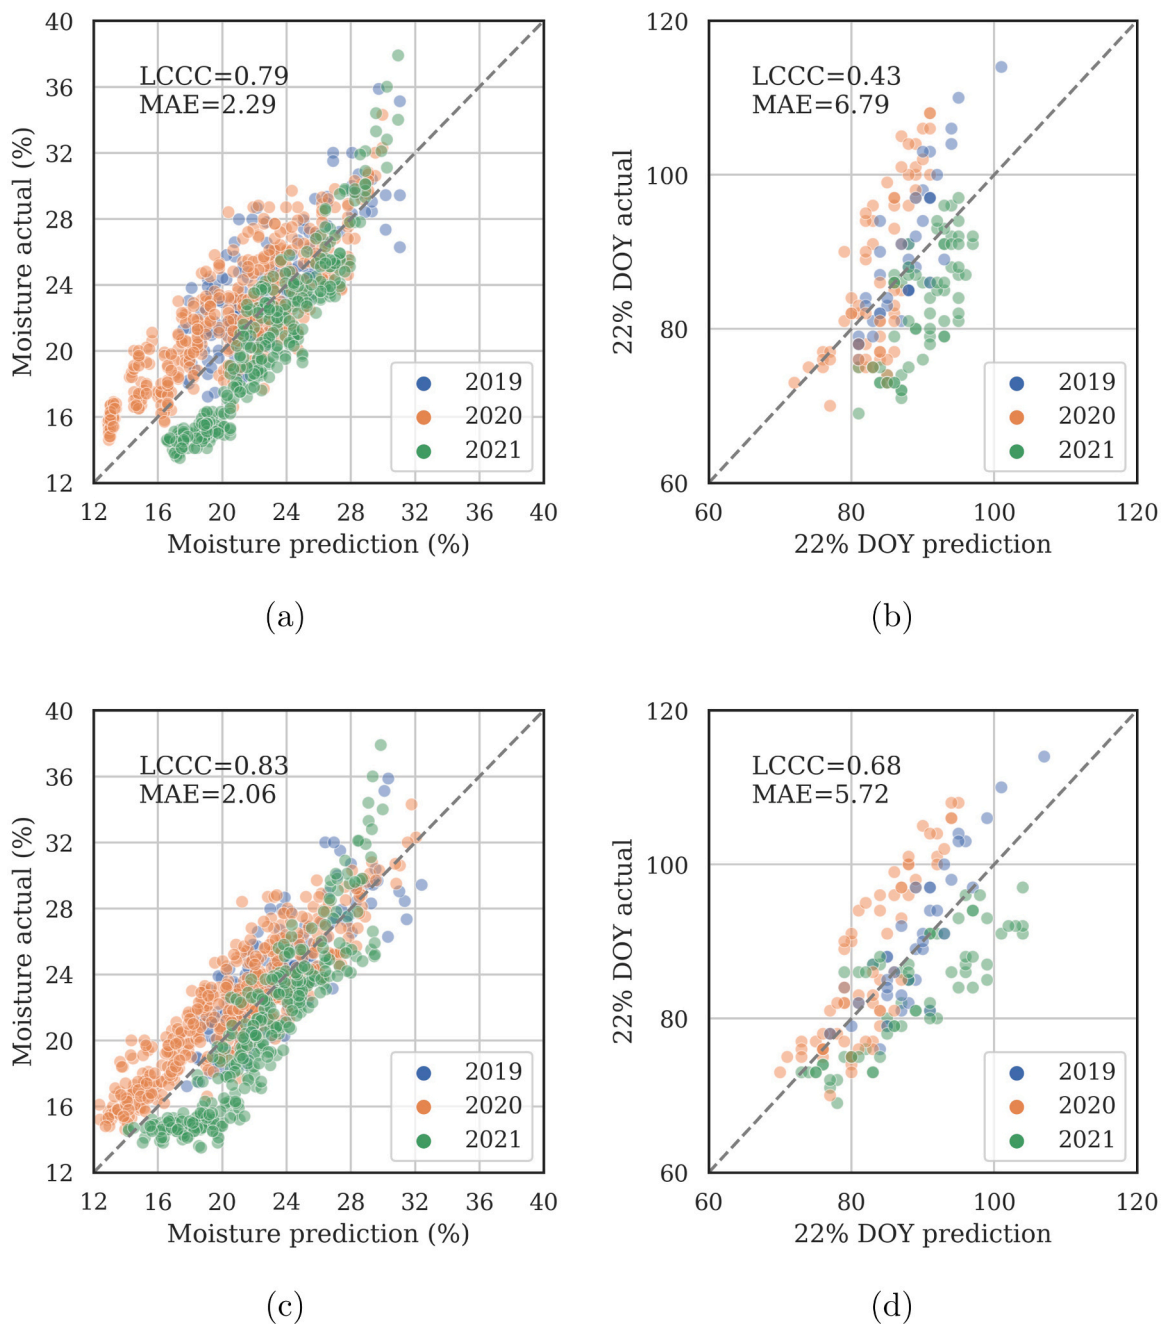 40
36
32
28
24
20
16
12
Moisture actual (%)
LCCC=0.79
MAE=2.29
2019
2020
2021
12 16 20 24 28 32 36 40
Moisture prediction (%)
(a)
120
100
80
60
22% DOY actual
LCCC=0.43
MAE=6.79
2019
2020
2021
60 80 100 120
22% DOY prediction
(b)
40
36
32
28
24
20
16
12
Moisture actual (%)
LCCC=0.83
MAE=2.06
2019
2020
2021
12 16 20 24 28 32 36 40
Moisture prediction (%)
(c)
120
100
80
60
22% DOY actual
LCCC=0.68
MAE=5.72
2019
2020
2021
60 80 100 120
22% DOY prediction
(d)